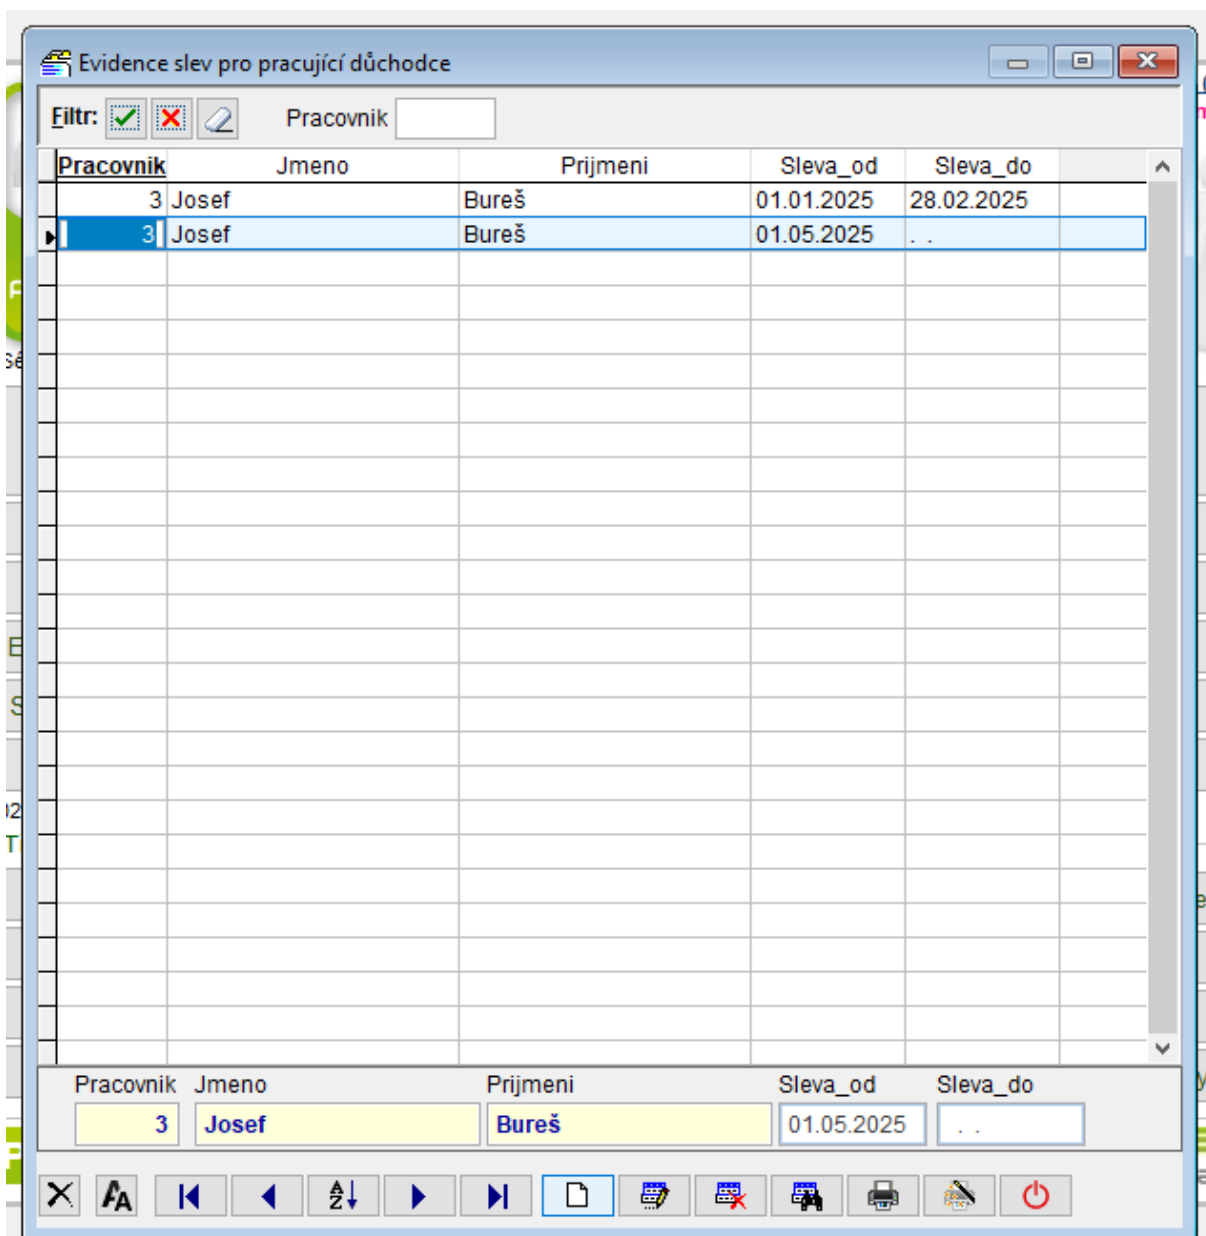 Evidence slev pro pracující důchodce
Filtr: Pracovnik
Pracovnik Jmeno Prijmeni Sleva_od Sleva_do
3 Josef Bureš 01.01.2025 28.02.2025
3 Josef Bureš 01.05.2025 . .
Pracovnik Jmeno Prijmeni Sleva_od Sleva_do
3 Josef Bureš 01.05.2025 . .